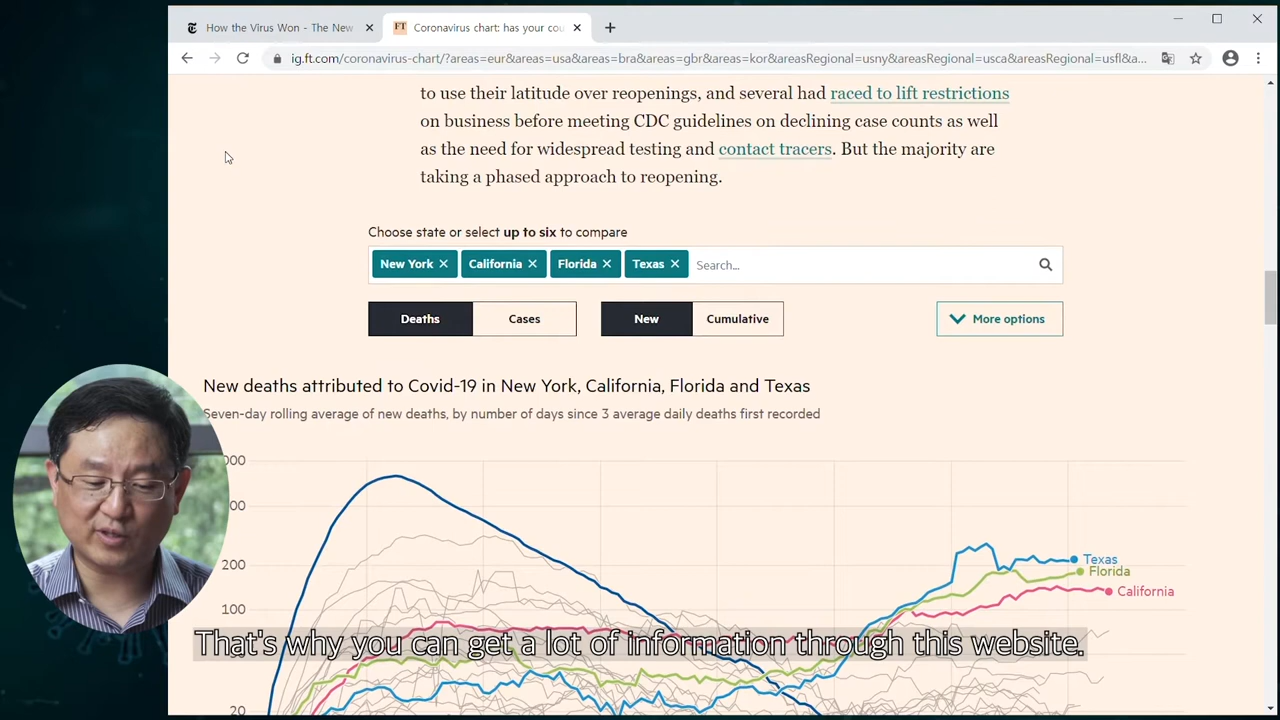 How the Virus Won - The New
FT Coronavirus chart: has your cou
ig.ft.com/coronavirus-chart/?areas=eur&areas=usa&areas=bra&areas=gbr&areas=kor&areasRegional=usny&areasRegional=usca&areasRegional=usfl&a...
to use their latitude over reopenings, and several had raced to lift restrictions
on business before meeting CDC guidelines on declining case counts as well
as the need for widespread testing and contact tracers. But the majority are
taking a phased approach to reopening.
Choose state or select up to six to compare
New York California Florida Texas Search...
Deaths Cases New Cumulative More options
New deaths attributed to Covid-19 in New York, California, Florida and Texas
Seven-day rolling average of new deaths, by number of days since 3 average daily deaths first recorded
200
Texas
Florida
California
100
That's why you can get a lot of information through this website.
20